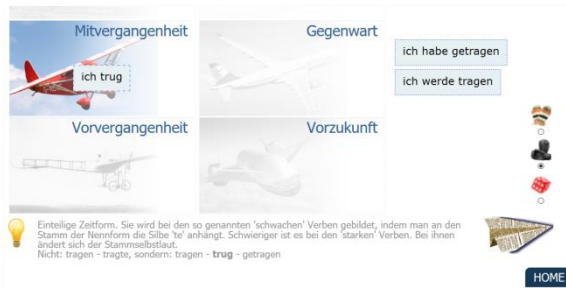 Mitvergangenheit
Gegenwart
ich trug
ich habe getragen
ich werde tragen
Vorvergangenheit
Vorzukunft
Einteilige Zeitform. Sie wird bei den so genannten 'schwachen' Verben gebildet, indem man an den
Stamm der Nennform die Silbe 'te' anhängt. Schwieriger ist es bei den 'starken' Verben. Bei ihnen
ändert sich der Stammselbstlaut.
Nicht: tragen - tragte, sondern: tragen - trug - getragen
HOME